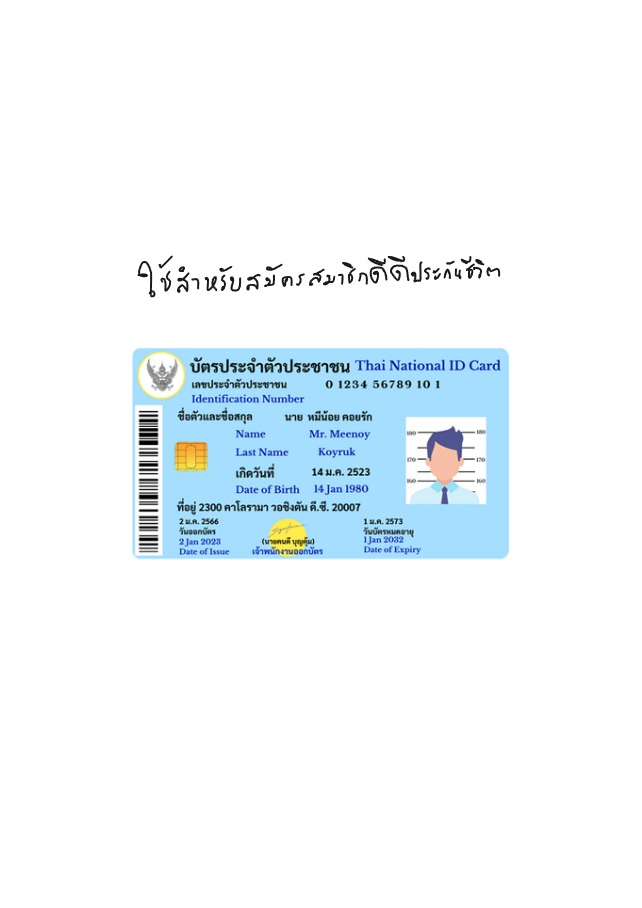 ใช้สำหรับสมัครสมาชิกดีดีประกันชีวิต
บัตรประจำตัวประชาชน Thai National ID Card
เลขประจำตัวประชาชน 0 1234 56789 10 1
Identification Number
ชื่อตัวและชื่อสกุล นาย หมีน้อย คอยรัก
Name Mr. Meenoy
Last Name Koyruk
เกิดวันที่ 14 ม.ค. 2523
Date of Birth 14 Jan 1980
180 180
170 170
160 160
ที่อยู่ 2300 คาโลรามา วอชิงตัน ดี.ซี. 20007
2 ม.ค. 2566 1 ม.ค. 2573
วันออกบัตร วันบัตรหมดอายุ
2 Jan 2023 (นายคนดี บุญคุ้ม) 1 Jan 2032
Date of Issue เจ้าพนักงานออกบัตร Date of Expiry